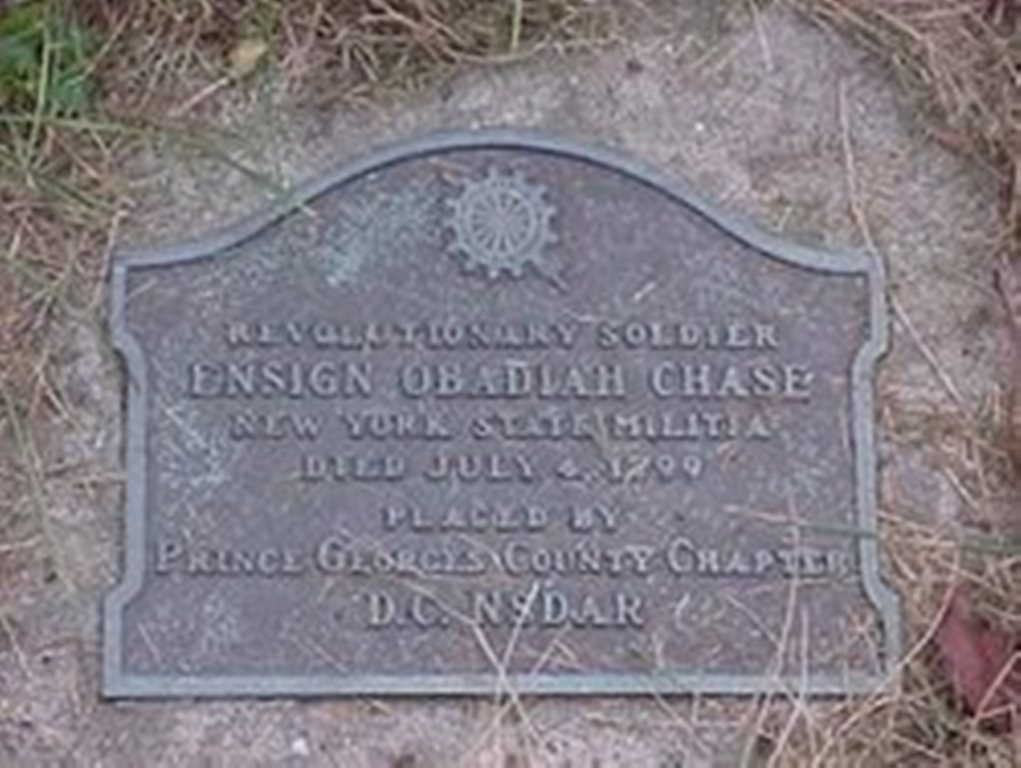 REVOLUTIONARY SOLDIER
ENSIGN OBADIAH CHASE
NEW YORK STATE MILITIA
DIED JULY 4, 1799
PLACED BY
PRINCE GEORGES COUNTY CHAPTER
D.C. NSDAR